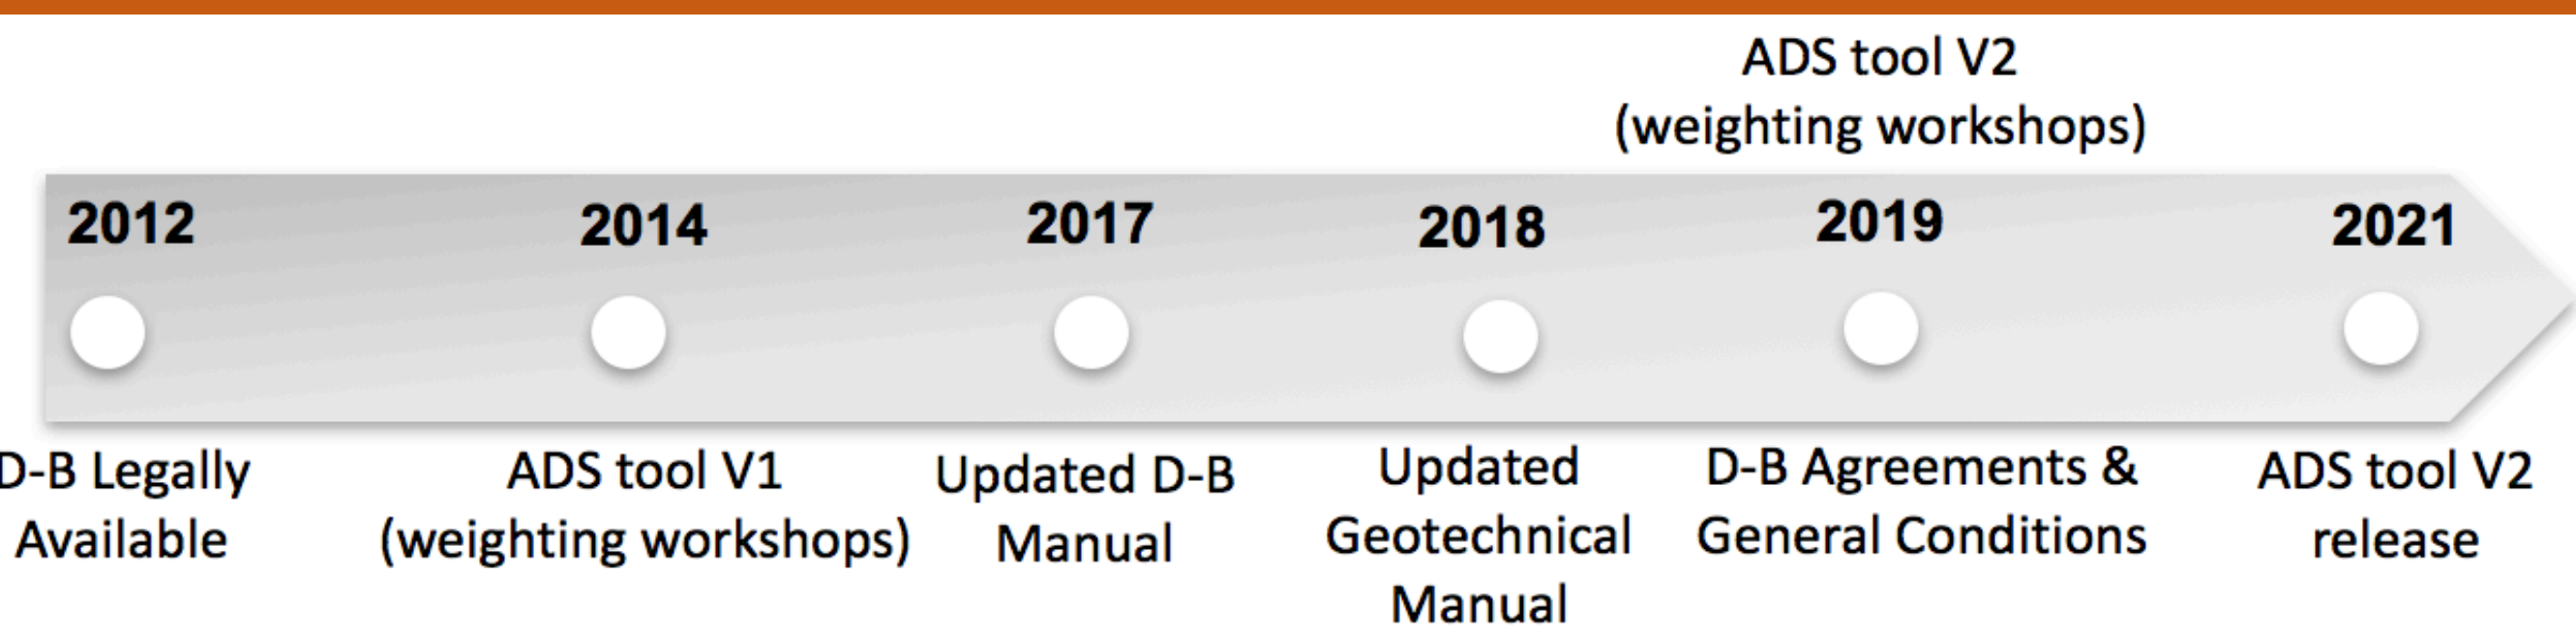 ADS tool V2
(weighting workshops)
2012 2014 2017 2018 2019 2021
D-B Legally
Available
ADS tool V1
(weighting workshops)
Updated D-B
Manual
Updated
Geotechnical
Manual
D-B Agreements &
General Conditions
ADS tool V2
release